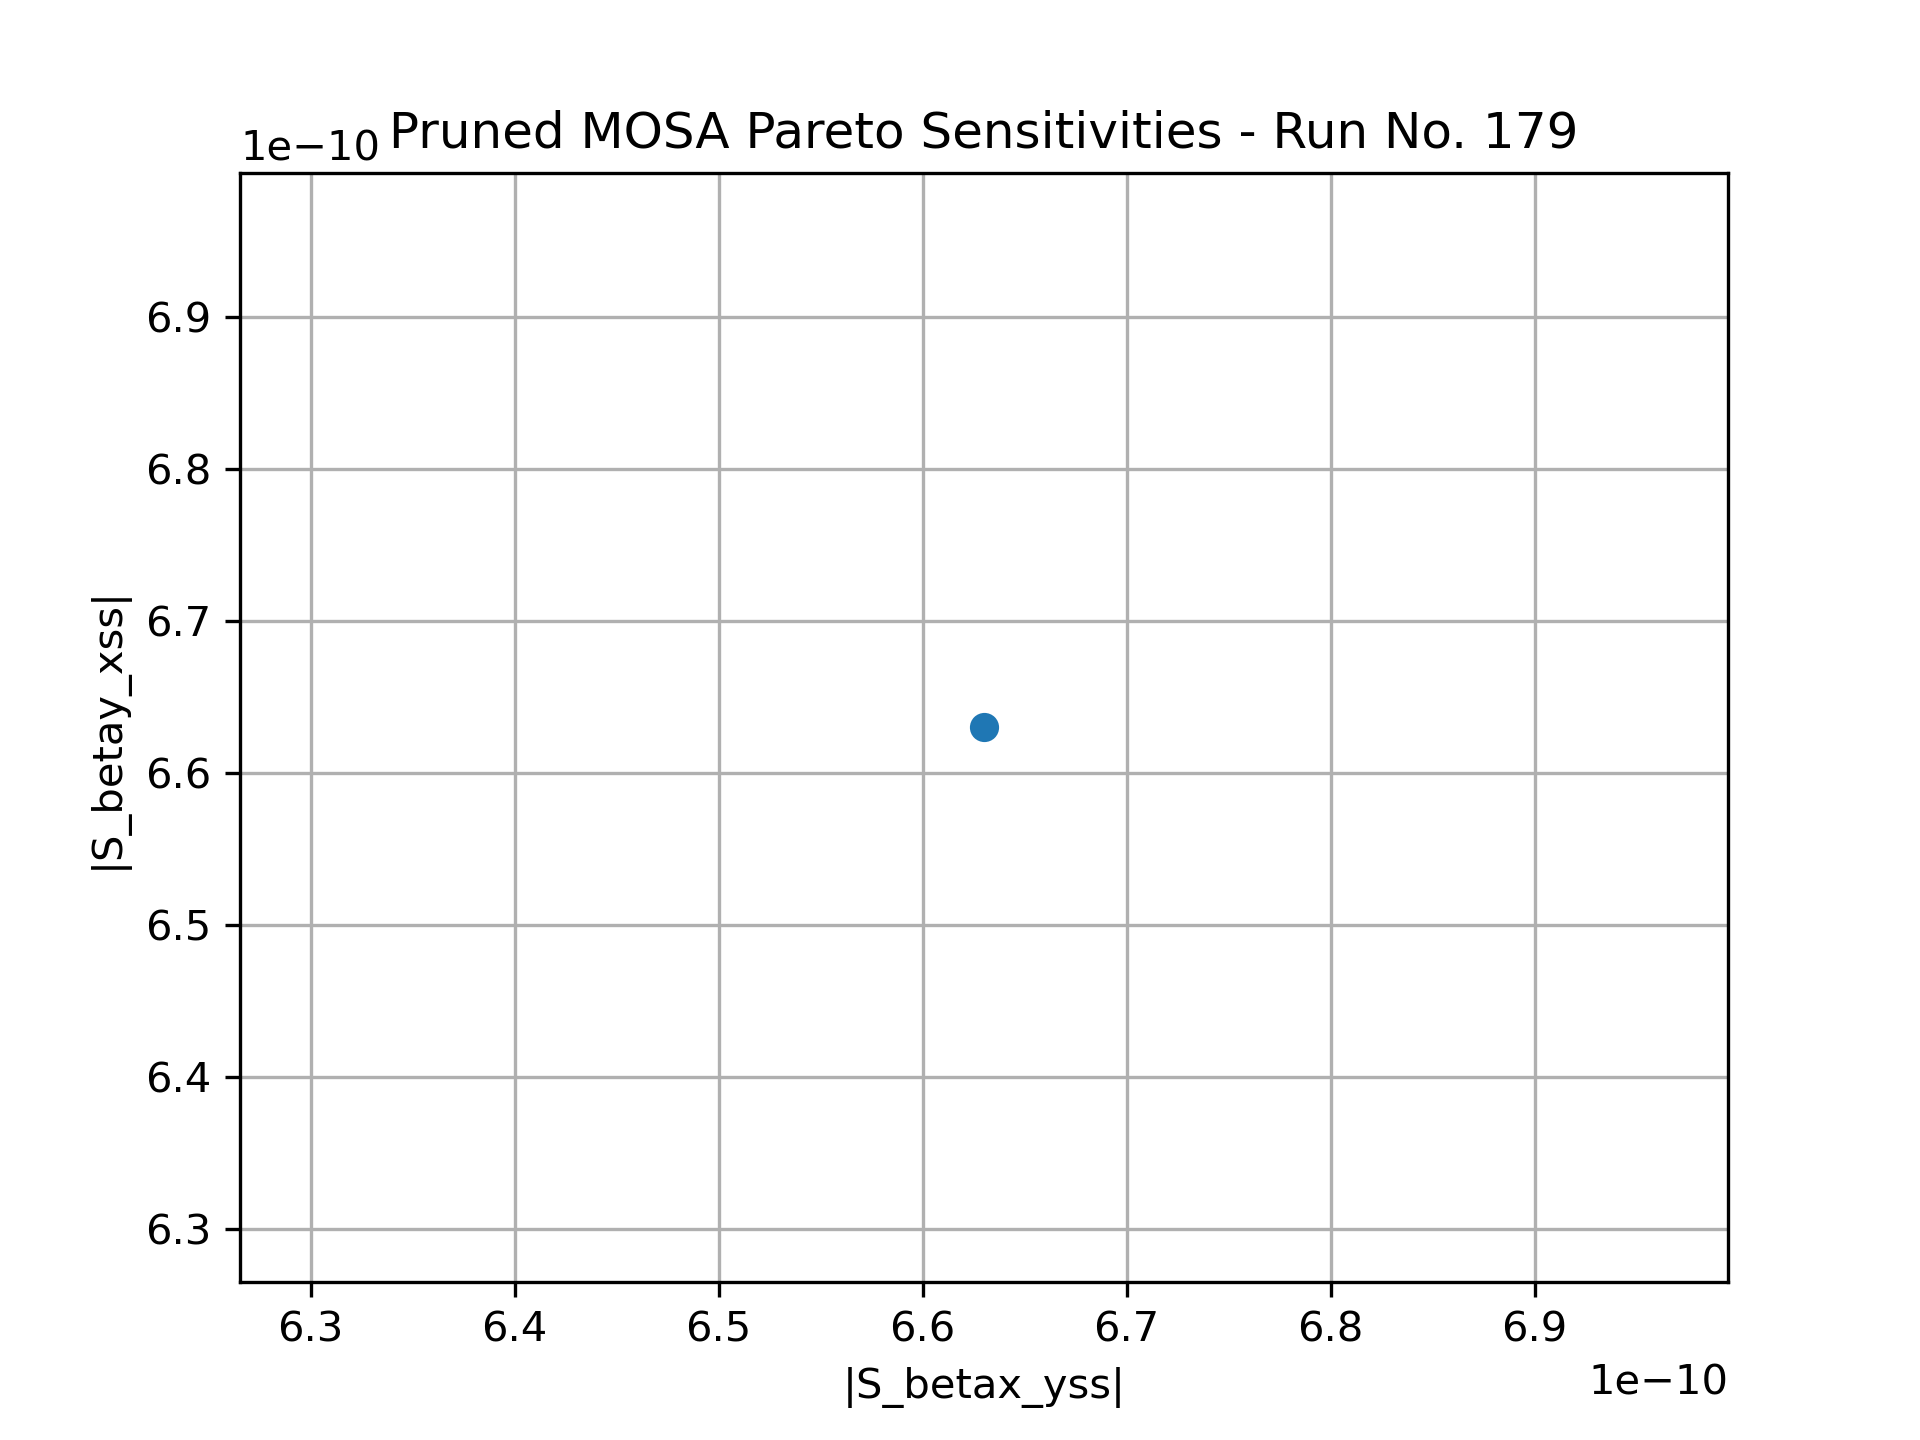 1e−10 Pruned MOSA Pareto Sensitivities - Run No. 179
6.9
6.8
6.7
6.6
6.5
6.4
6.3
|S_betay_xss|
6.3 6.4 6.5 6.6 6.7 6.8 6.9
|S_betax_yss|
1e−10